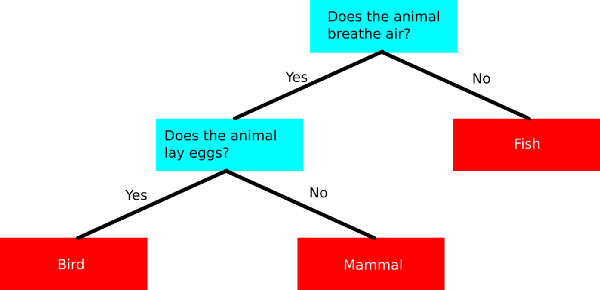 Does the animal
breathe air?
Yes
No
Does the animal
lay eggs?
Fish
Yes
No
Bird
Mammal